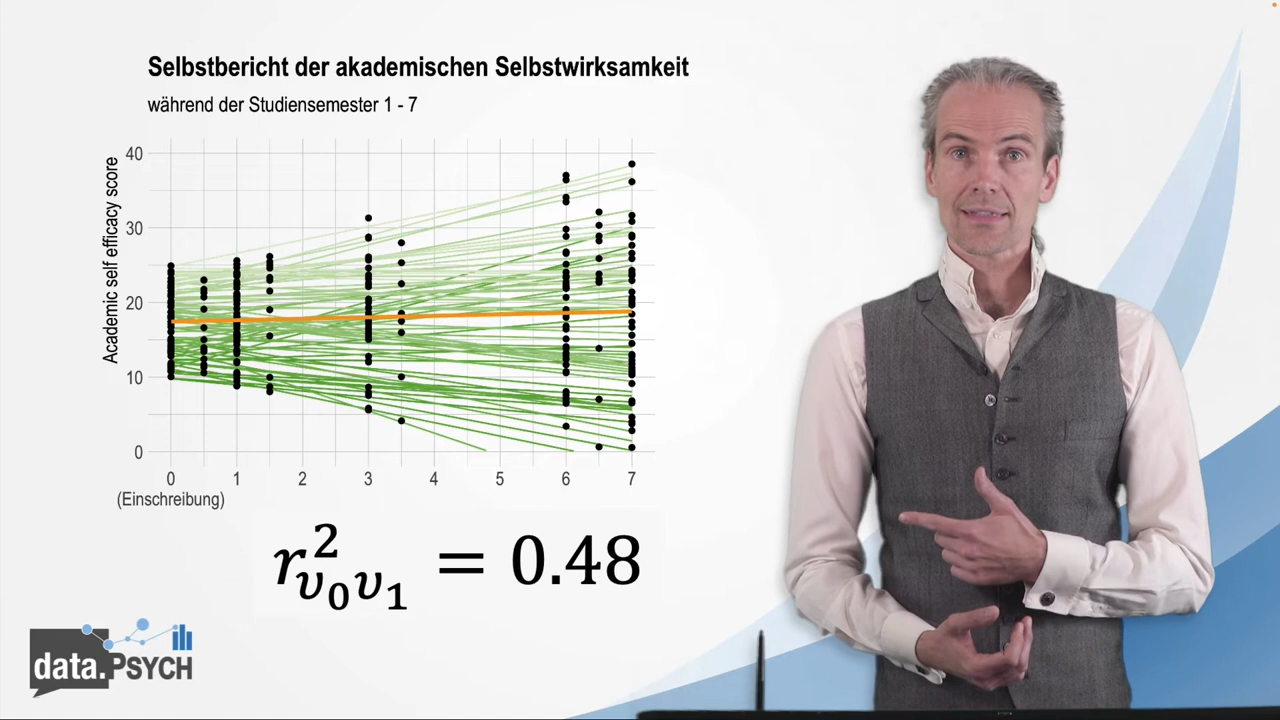 Selbstbericht der akademischen Selbstwirksamkeit
während der Studiensemester 1 - 7
Academic self efficacy score
40
30
20
10
0
0 1 2 3 4 5 6 7
(Einschreibung)
r²υ₀υ₁ = 0.48
data.PSYCH